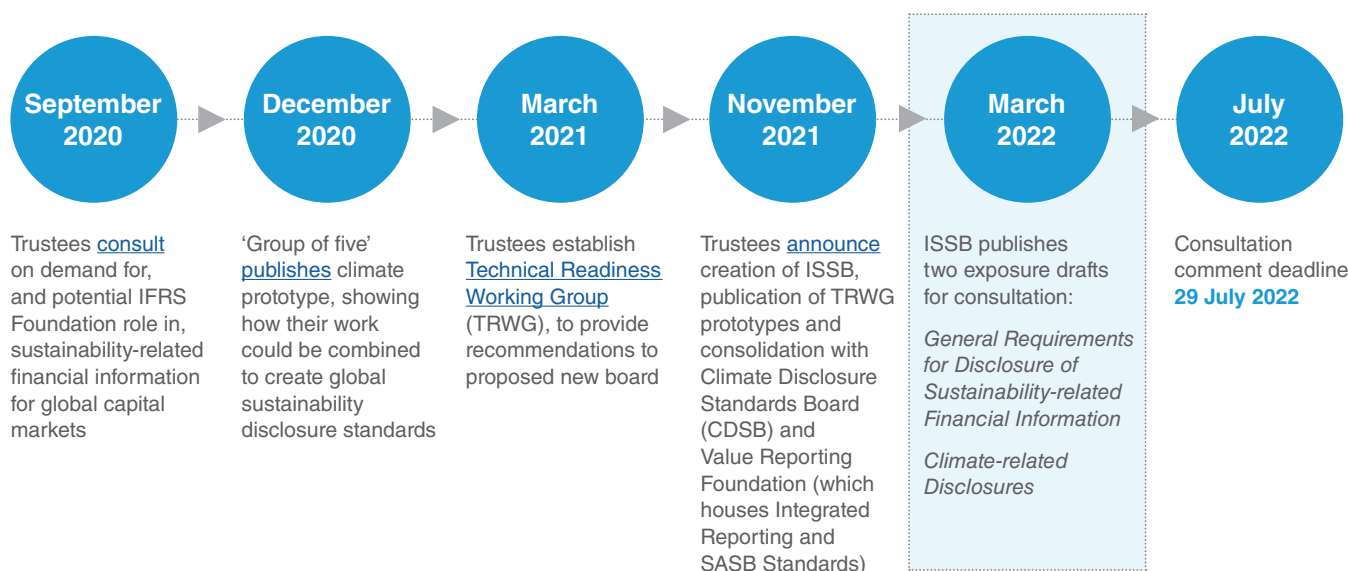 September
2020
Trustees consult
on demand for,
and potential IFRS
Foundation role in,
sustainability-related
financial information
for global capital
markets
December
2020
‘Group of five’
publishes climate
prototype, showing
how their work
could be combined
to create global
sustainability
disclosure standards
March
2021
Trustees establish
Technical Readiness
Working Group
(TRWG), to provide
recommendations to
proposed new board
November
2021
Trustees announce
creation of ISSB,
publication of TRWG
prototypes and
consolidation with
Climate Disclosure
Standards Board
(CDSB) and
Value Reporting
Foundation (which
houses Integrated
Reporting and
SASB Standards)
March
2022
ISSB publishes
two exposure drafts
for consultation:
General Requirements
for Disclosure of
Sustainability-related
Financial Information
Climate-related
Disclosures
July
2022
Consultation
comment deadline
29 July 2022